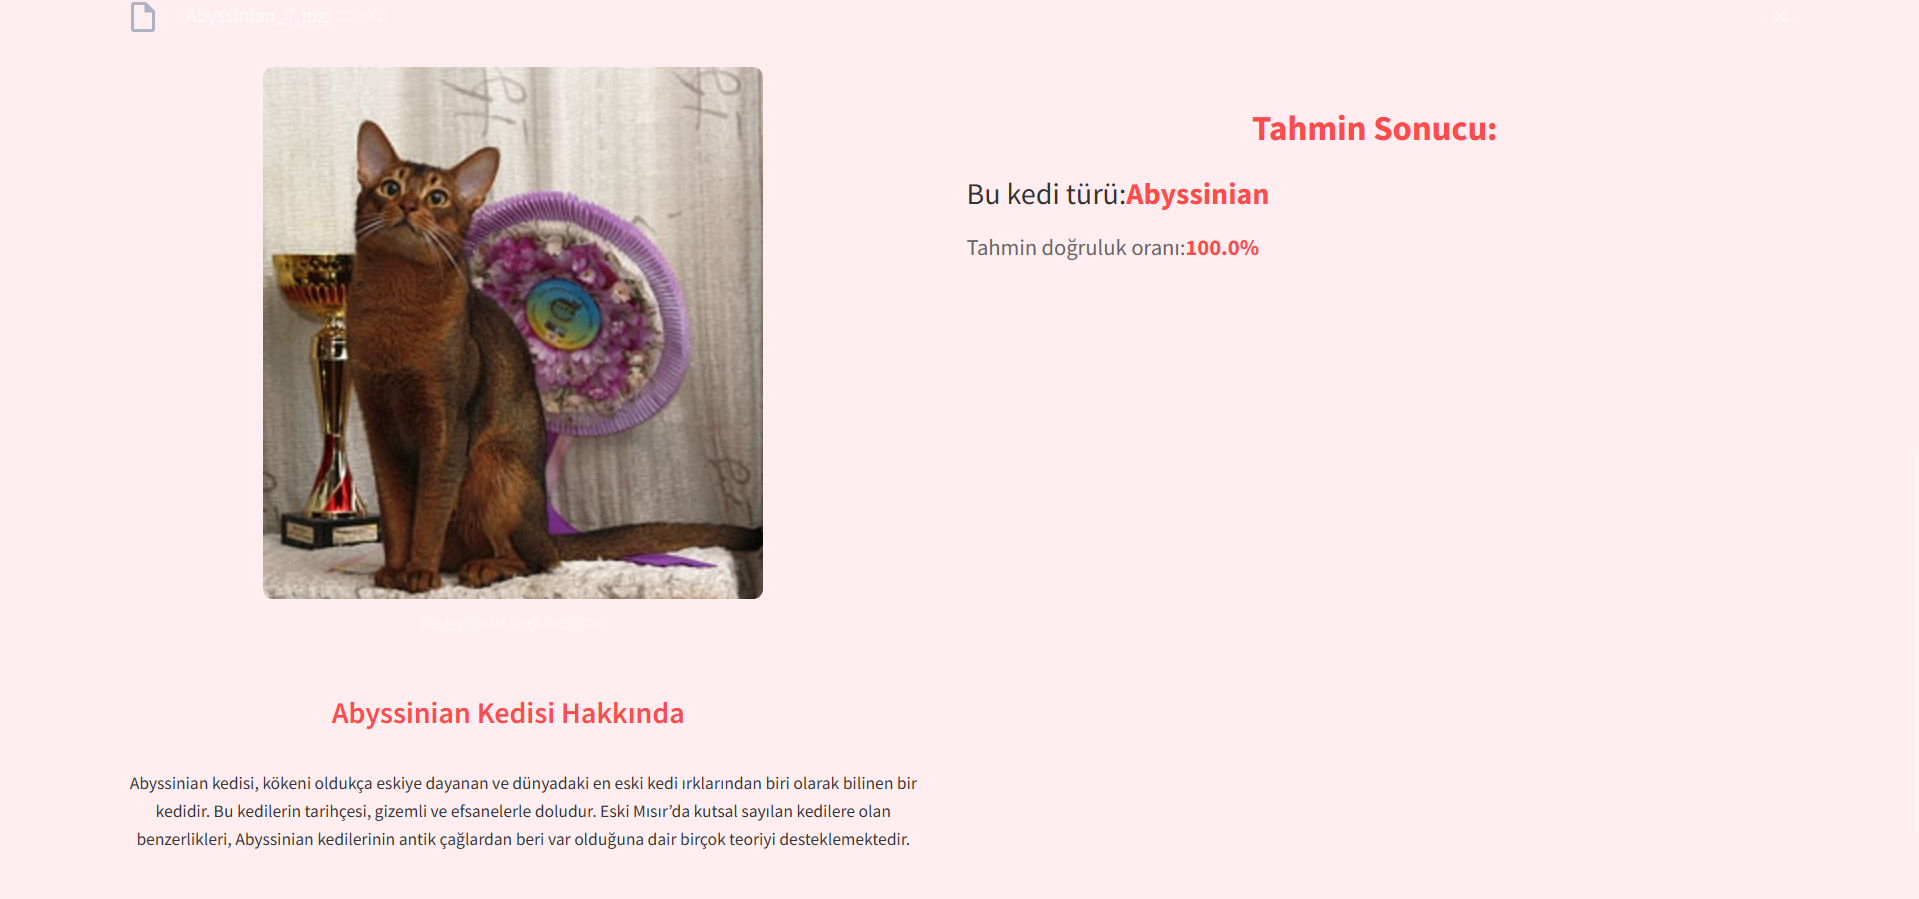 Abyssinian_7.jpg 22.8KB
Tahmin Sonucu:
Bu kedi türü:Abyssinian
Tahmin doğruluk oranı:100.0%
Yüklediğiniz kedi fotoğrafı
Abyssinian Kedisi Hakkında
Abyssinian kedisi, kökeni oldukça eskiye dayanan ve dünyadaki en eski kedi ırklarından biri olarak bilinen bir
kedidir. Bu kedilerin tarihçesi, gizemli ve efsanelerle doludur. Eski Mısır’da kutsal sayılan kedilere olan
benzerlikleri, Abyssinian kedilerinin antik çağlardan beri var olduğuna dair birçok teoriyi desteklemektedir.